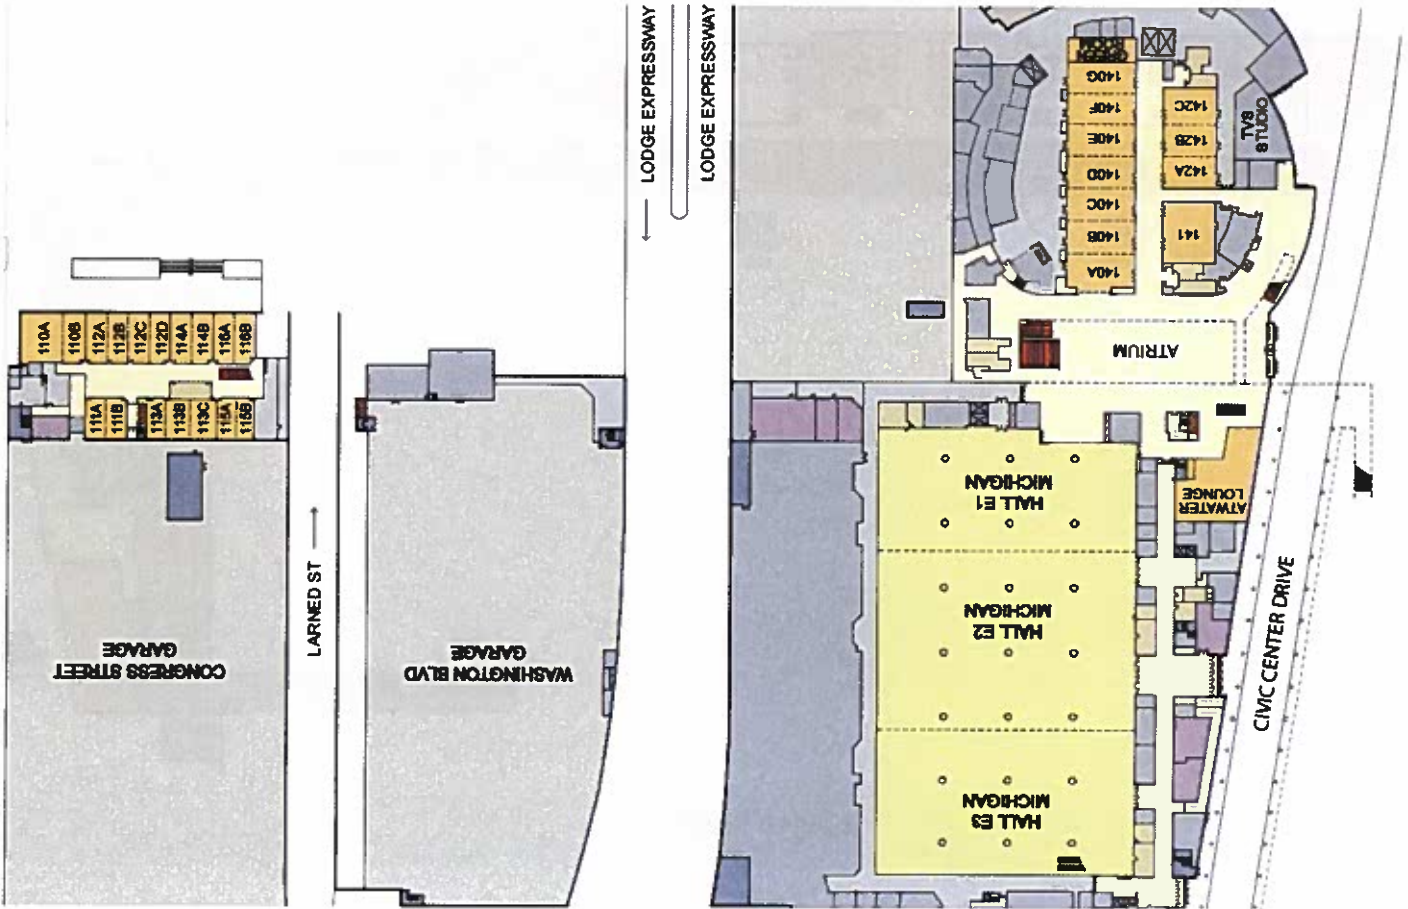 LODGE EXPRESSWAY
LODGE EXPRESSWAY
140G
140F
140E
140D
140C
140B
140A
142C
142B
142A
TV8
STUDIO
141
ATRIUM
110A
110B
112A
112B
112C
112D
114A
114B
116A
116B
111A
111B
113A
113B
113C
115A
115B
HALL E1
MICHIGAN
ATWATER
LOUNGE
HALL E2
MICHIGAN
HALL E3
MICHIGAN
CONGRESS STREET
GARAGE
LARNED ST
WASHINGTON BLVD
GARAGE
CIVIC CENTER DRIVE